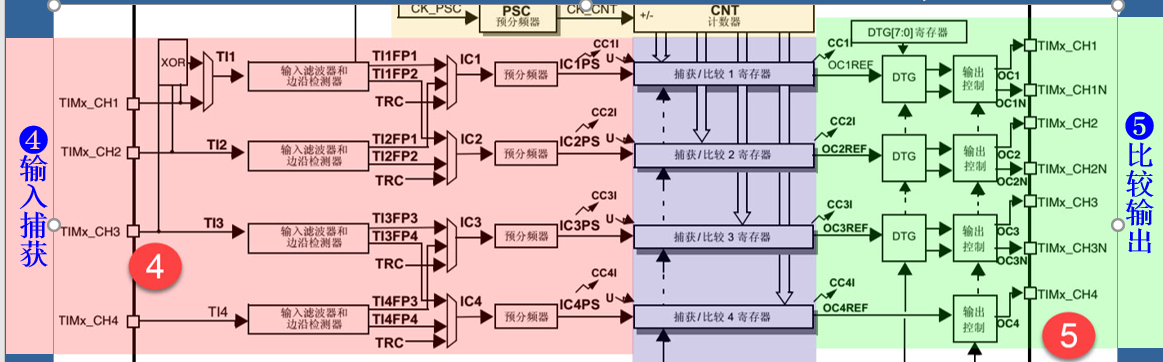 CK_PSC
PSC
预分频器
CK_CNT
+/-
CNT
计数器
DTG[7:0]寄存器
XOR
TI1
TIMx_CH1
输入滤波器和
边沿检测器
TI1FP1
TI1FP2
TRC
IC1
预分频器
IC1PS
CC1I
U
捕获/比较 1 寄存器
CC1I
OC1REF
DTG
输出
控制
OC1
OC1N
TIMx_CH1
TIMx_CH1N
TIMx_CH2
TI2
输入滤波器和
边沿检测器
TI2FP1
TI2FP2
TRC
IC2
预分频器
IC2PS
CC2I
U
捕获/比较 2 寄存器
CC2I
OC2REF
DTG
输出
控制
OC2
OC2N
TIMx_CH2
TIMx_CH2N
TIMx_CH3
TI3
输入滤波器和
边沿检测器
TI3FP3
TI3FP4
TRC
IC3
预分频器
IC3PS
CC3I
U
捕获/比较 3 寄存器
CC3I
OC3REF
DTG
输出
控制
OC3
OC3N
TIMx_CH3
TIMx_CH3N
TIMx_CH4
TI4
输入滤波器和
边沿检测器
TI4FP3
TI4FP4
TRC
IC4
预分频器
IC4PS
CC4I
U
捕获/比较 4 寄存器
CC4I
OC4REF
输出
控制
OC4
TIMx_CH4
❹输入捕获
4
❺比较输出
5